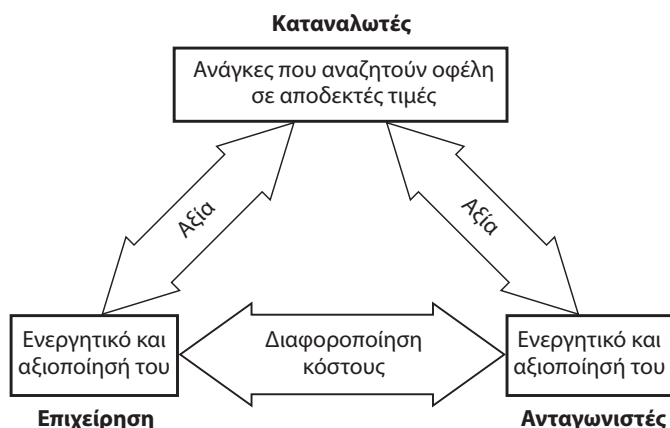 Καταναλωτές
Ανάγκες που αναζητούν οφέλη
σε αποδεκτές τιμές
Αξία
Αξία
Ενεργητικό και
αξιοποίησή του
Διαφοροποίηση
κόστους
Ενεργητικό και
αξιοποίησή του
Επιχείρηση
Ανταγωνιστές